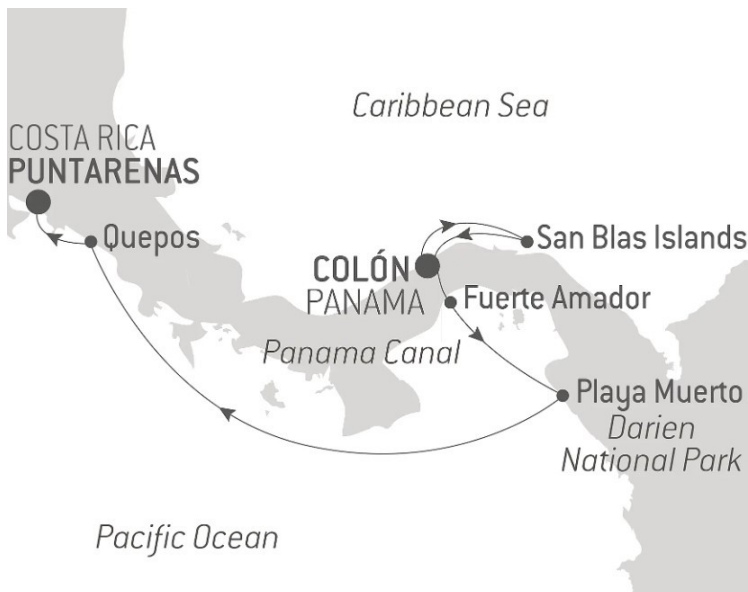 Caribbean Sea
COSTA RICA
PUNTARENAS
Quepos
San Blas Islands
COLÓN
PANAMA
Fuerte Amador
Panama Canal
Playa Muerto
Darien
National Park
Pacific Ocean